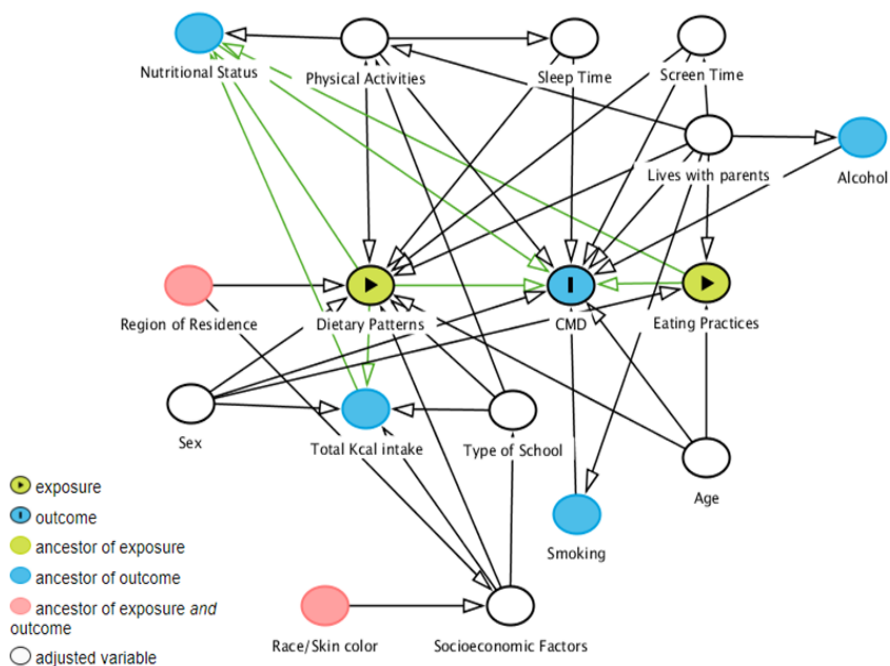 Nutritional Status
Physical Activities
Sleep Time
Screen Time
Lives with parents
Alcohol
Region of Residence
Dietary Patterns
CMD
Eating Practices
Sex
Total Kcal intake
Type of School
Age
Smoking
Race/Skin color
Socioeconomic Factors
exposure
outcome
ancestor of exposure
ancestor of outcome
ancestor of exposure and
outcome
adjusted variable